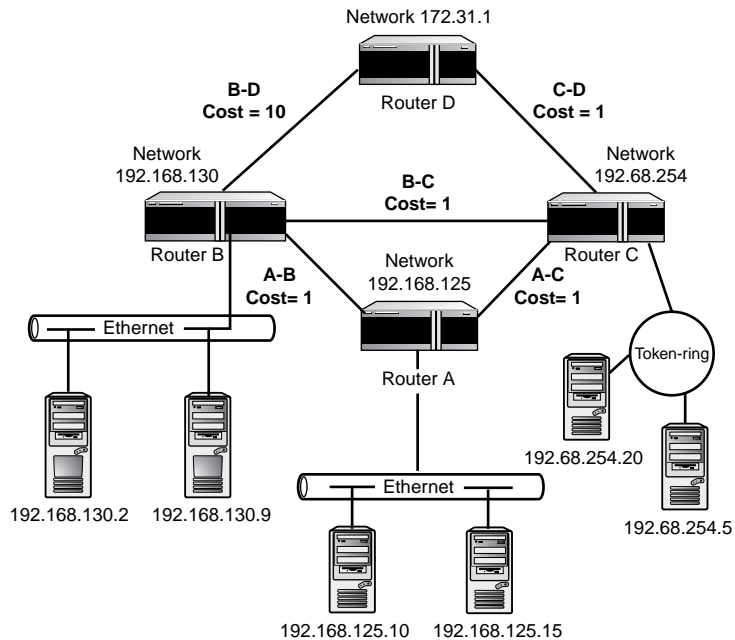 Network 172.31.1
Router D
B-D
Cost = 10
C-D
Cost = 1
Network
192.168.130
Network
192.68.254
B-C
Cost= 1
Router B
Router C
Network
192.168.125
A-B
Cost= 1
A-C
Cost= 1
Ethernet
Router A
Token-ring
192.68.254.20
Ethernet
192.168.130.2
192.168.130.9
192.68.254.5
192.168.125.10
192.168.125.15